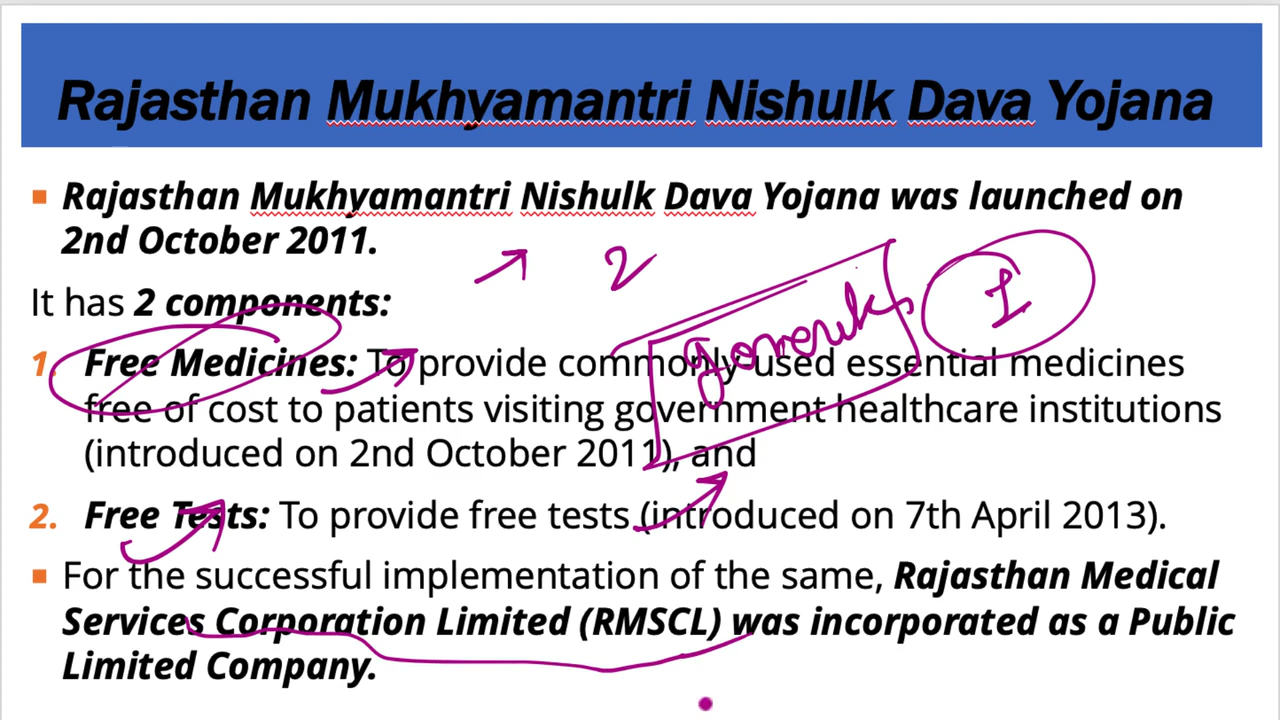 Rajasthan Mukhyamantri Nishulk Dava Yojana
Rajasthan Mukhyamantri Nishulk Dava Yojana was launched on
2nd October 2011.
2
1
It has 2 components:
1 Free Medicines: To provide commonly used essential medicines
free of cost to patients visiting government healthcare institutions
(introduced on 2nd October 2011), and
2. Free Tests: To provide free tests (introduced on 7th April 2013).
For the successful implementation of the same, Rajasthan Medical
Services Corporation Limited (RMSCL) was incorporated as a Public
Limited Company.